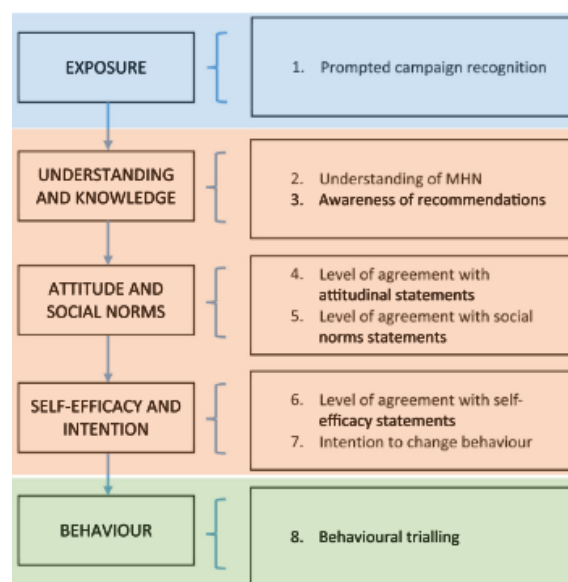 EXPOSURE
1. Prompted campaign recognition
UNDERSTANDING
AND KNOWLEDGE
2. Understanding of MHN
3. Awareness of recommendations
ATTITUDE AND
SOCIAL NORMS
4. Level of agreement with
attitudinal statements
5. Level of agreement with social
norms statements
SELF-EFFICACY AND
INTENTION
6. Level of agreement with self-
efficacy statements
7. Intention to change behaviour
BEHAVIOUR
8. Behavioural trialling